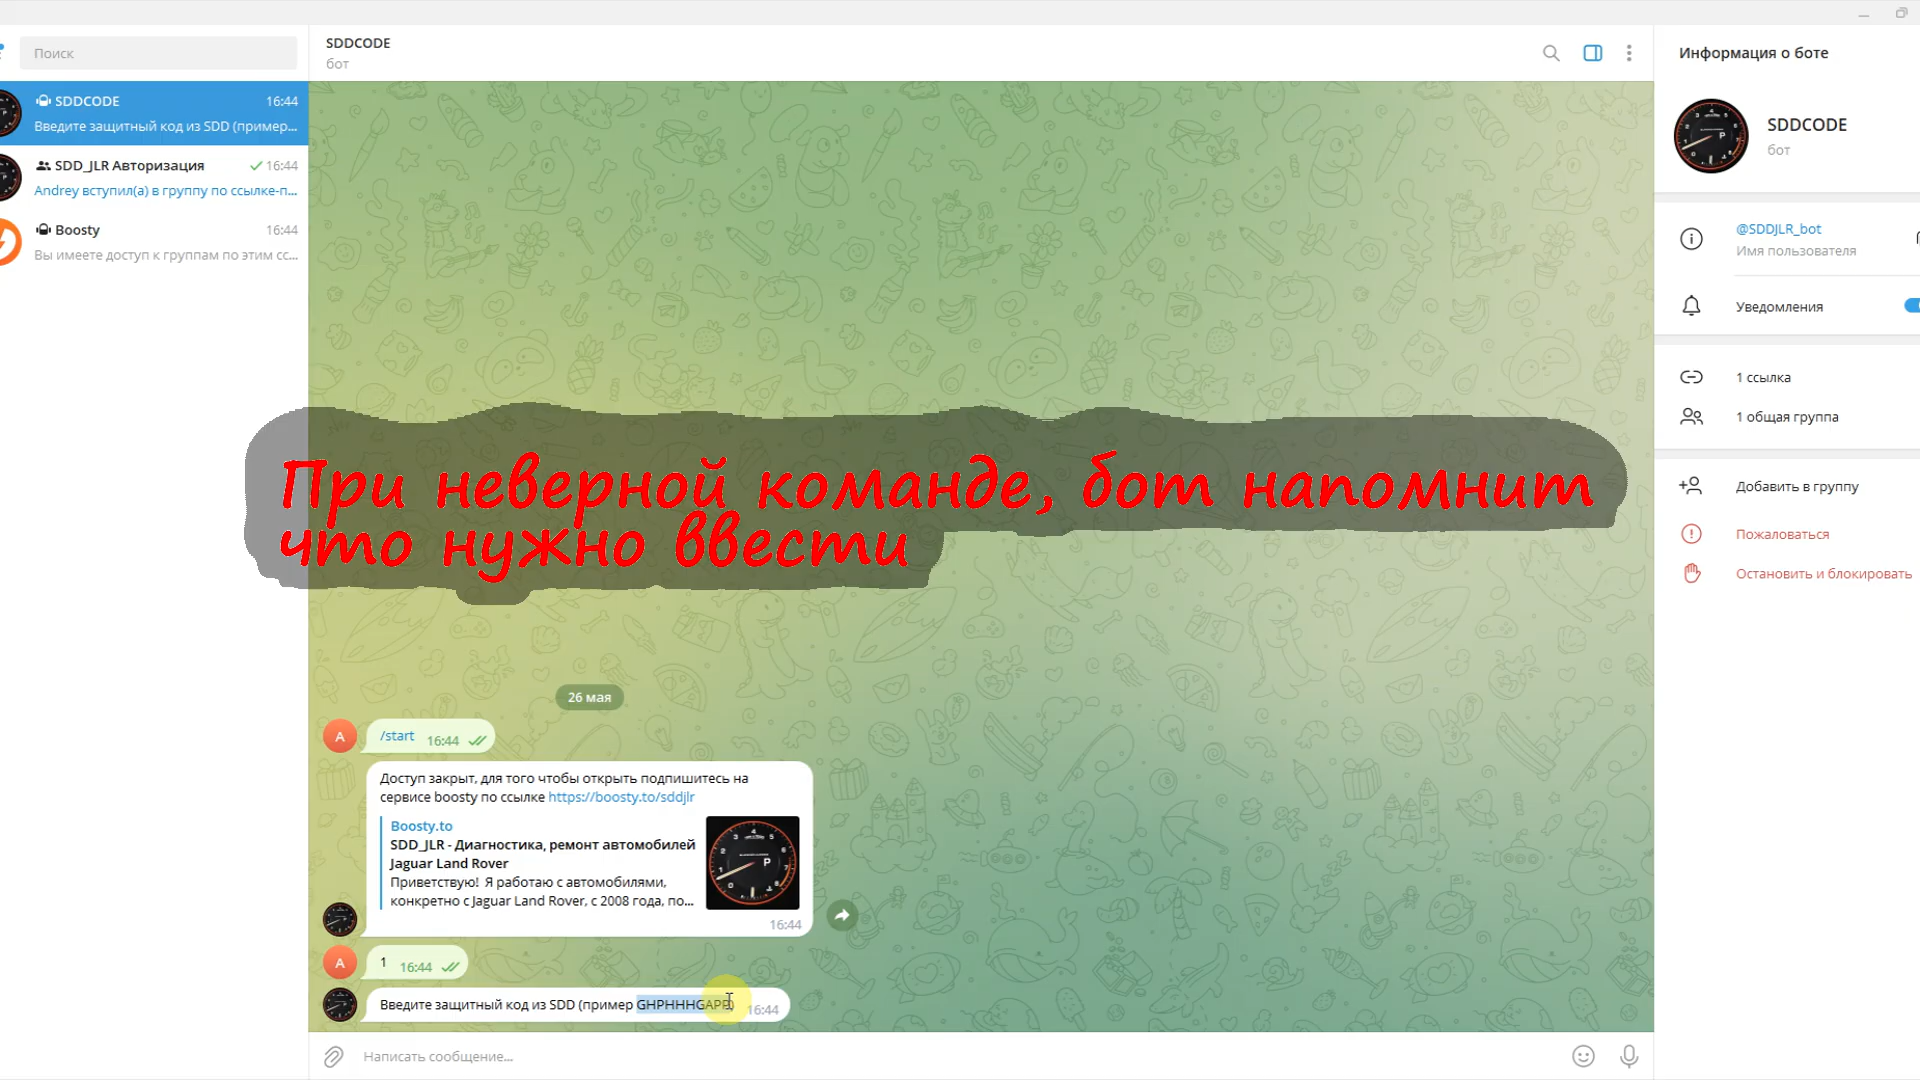 Поиск
SDDCODE
16:44
Введите защитный код из SDD (пример...
SDD_JLR Авторизация
16:44
Andrey вступил(а) в группу по ссылке-п...
Boosty
16:44
Вы имеете доступ к группам по этим сс...
SDDCODE
бот
При неверной команде, бот напомнит
что нужно ввести
26 мая
A
/start 16:44
Доступ закрыт, для того чтобы открыть подпишитесь на
сервисе boosty по ссылке https://boosty.to/sddjlr
Boosty.to
SDD_JLR - Диагностика, ремонт автомобилей
Jaguar Land Rover
Приветствую! Я работаю с автомобилями,
конкретно с Jaguar Land Rover, с 2008 года, по...
16:44
A
1 16:44
Введите защитный код из SDD (пример GHPHHHGAPP) 16:44
Написать сообщение...
Информация о боте
SDDCODE
бот
@SDDJLR_bot
Имя пользователя
Уведомления
1 ссылка
1 общая группа
Добавить в группу
Пожаловаться
Остановить и блокировать